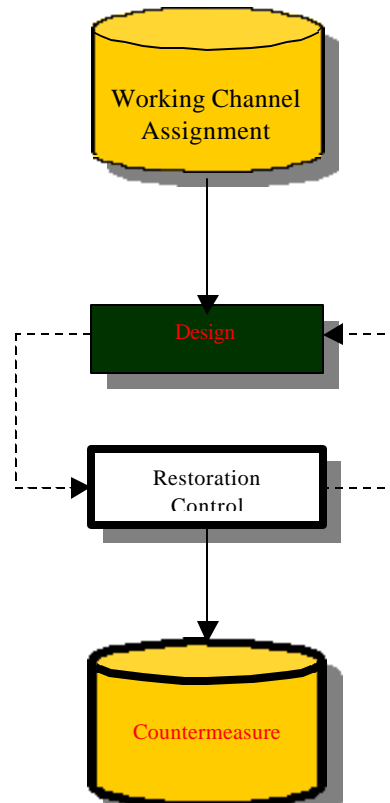 Working Channel
Assignment
Design
Restoration
Control
Countermeasure